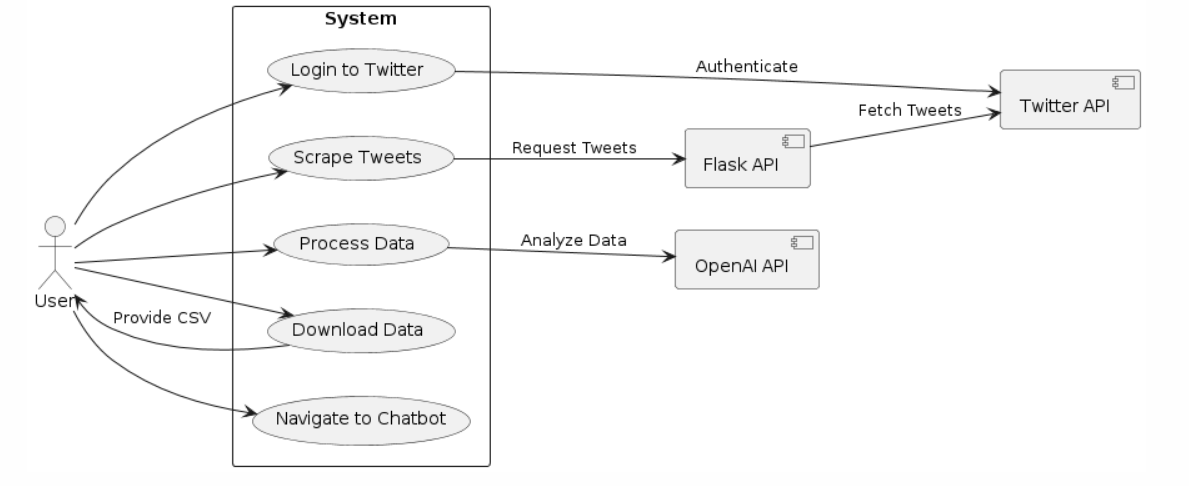 System
Login to Twitter
Authenticate
Twitter API
Fetch Tweets
Scrape Tweets
Request Tweets
Flask API
Process Data
Analyze Data
OpenAI API
User
Provide CSV
Download Data
Navigate to Chatbot